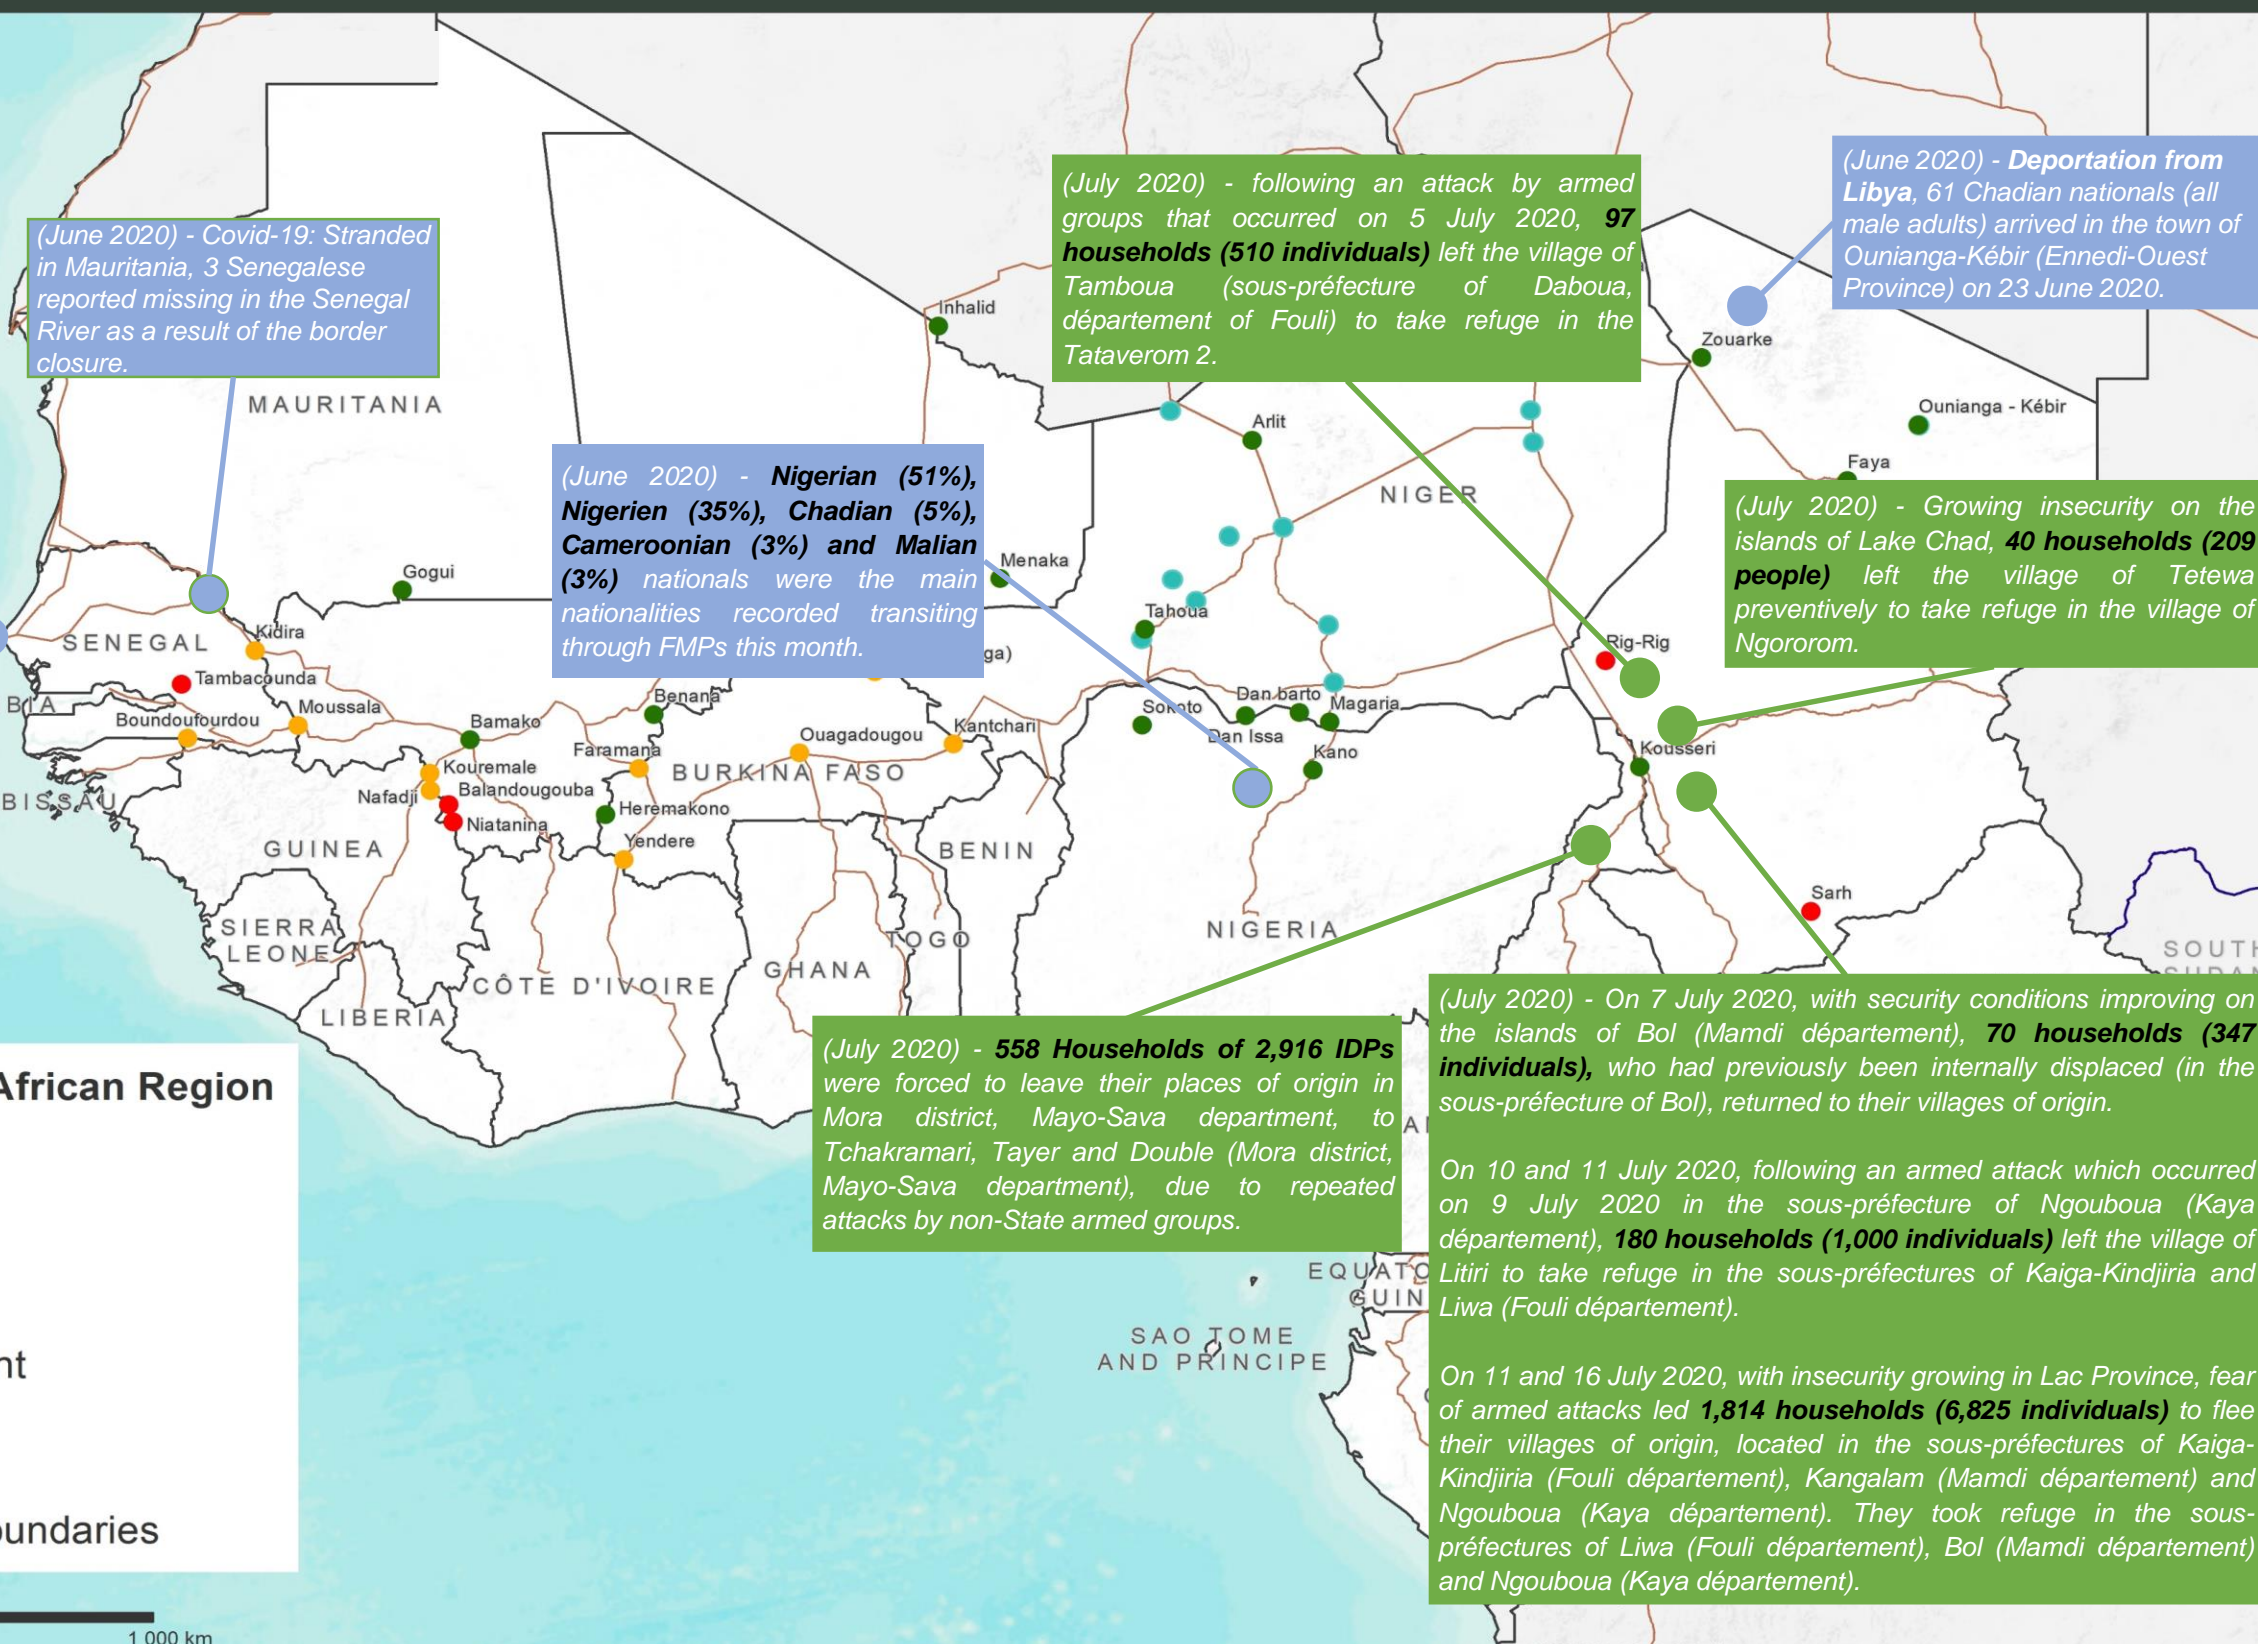 (June 2020) - Covid-19: Stranded
in Mauritania, 3 Senegalese
reported missing in the Senegal
River as a result of the border
closure.
(July 2020) - following an attack by armed
groups that occurred on 5 July 2020, 97
households (510 individuals) left the village of
Tamboua (sous-préfecture of Daboua,
département of Fouli) to take refuge in the
Tataverom 2.
(June 2020) - Deportation from
Libya, 61 Chadian nationals (all
male adults) arrived in the town of
Ounianga-Kébir (Ennedi-Ouest
Province) on 23 June 2020.
Inhalid
Zouarke
MAURITANIA
Arlit
Ounianga - Kébir
Faya
NIGER
(June 2020) - Nigerian (51%),
Nigerien (35%), Chadian (5%),
Cameroonian (3%) and Malian
(3%) nationals were the main
nationalities recorded transiting
through FMPs this month.
(July 2020) - Growing insecurity on the
islands of Lake Chad, 40 households (209
people) left the village of Tetewa
preventively to take refuge in the village of
Ngororom.
Gogui
Menaka
Tahoua
Kidira
SENEGAL
ga)
Rig-Rig
Tambacounda
BIA
Moussala
Boundoufourdou
Bamako
Benana
Ouagadougou
Kantchari
Sokoto
Dan barto
Magaria
Dan Issa
Kano
Kousseri
Faramana
BURKINA FASO
Kouremale
Nafadji
Balandougouba
BISSAU
Niatanina
Heremakono
Yendere
GUINEA
BENIN
Sarh
SIERRA
LEONE
TOGO
NIGERIA
SOUTH
CÔTE D'IVOIRE
GHANA
LIBERIA
(July 2020) - 558 Households of 2,916 IDPs
were forced to leave their places of origin in
Mora district, Mayo-Sava department, to
Tchakramari, Tayer and Double (Mora district,
Mayo-Sava department), due to repeated
attacks by non-State armed groups.
(July 2020) - On 7 July 2020, with security conditions improving on
the islands of Bol (Mamdi département), 70 households (347
individuals), who had previously been internally displaced (in the
sous-préfecture of Bol), returned to their villages of origin.
On 10 and 11 July 2020, following an armed attack which occurred
on 9 July 2020 in the sous-préfecture of Ngouboua (Kaya
département), 180 households (1,000 individuals) left the village of
Litiri to take refuge in the sous-préfectures of Kaiga-Kindjiria and
Liwa (Fouli département).
On 11 and 16 July 2020, with insecurity growing in Lac Province, fear
of armed attacks led 1,814 households (6,825 individuals) to flee
their villages of origin, located in the sous-préfectures of Kaiga-
Kindjiria (Fouli département), Kangalam (Mamdi département) and
Ngouboua (Kaya département). They took refuge in the sous-
préfectures of Liwa (Fouli département), Bol (Mamdi département)
and Ngouboua (Kaya département).
EQUATO
GUIN
SAO TOME
AND PRINCIPE
African Region
nt
oundaries
1 000 km